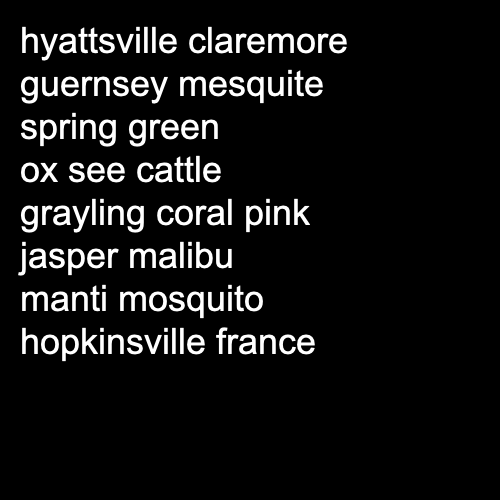 hyattsville claremore
guernsey mesquite
spring green
ox see cattle
grayling coral pink
jasper malibu
manti mosquito
hopkinsville france